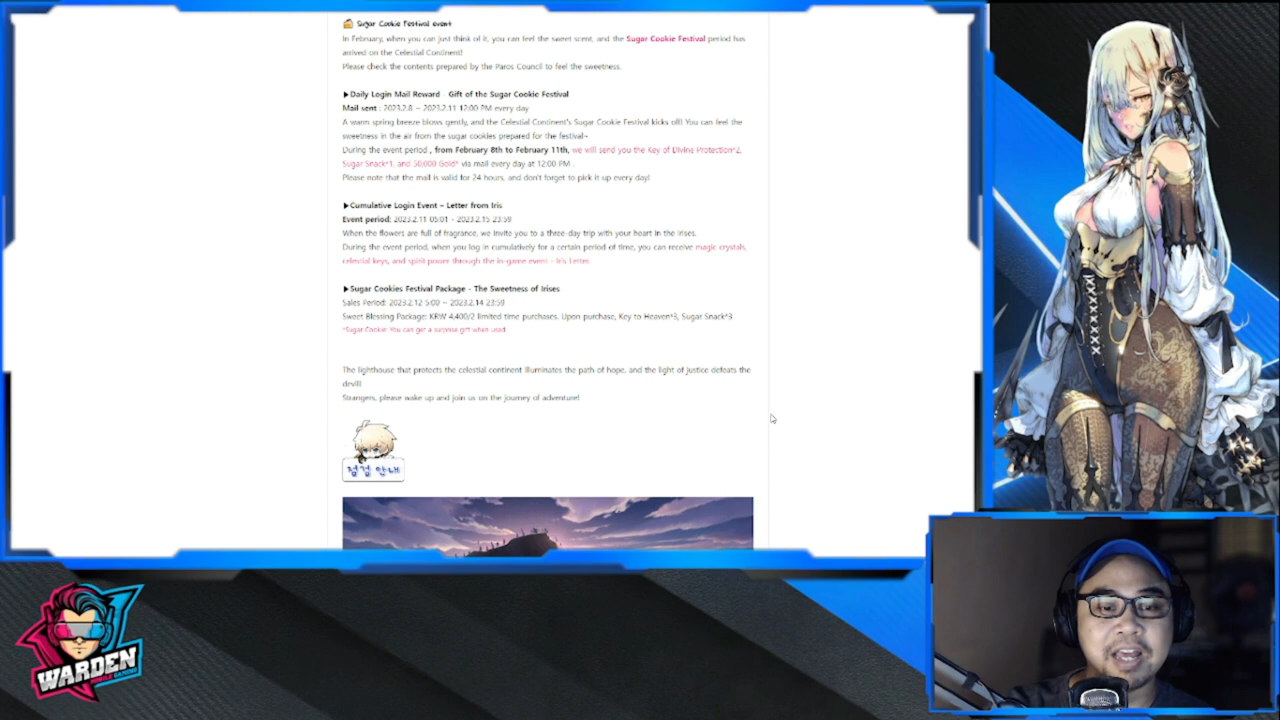 Sugar Cookie Festival event
In February, when you can just think of it, you can feel the sweet scent, and the Sugar Cookie Festival period has
arrived on the Celestial Continent!
Please check the contents prepared by the Paros Council to feel the sweetness.
▶Daily Login Mail Reward - Gift of the Sugar Cookie Festival
Mail sent : 2023.2.8 ~ 2023.2.11 12:00 PM every day
A warm spring breeze blows gently, and the Celestial Continent's Sugar Cookie Festival kicks off! You can feel the
sweetness in the air from the sugar cookies prepared for the festival~
During the event period , from February 8th to February 11th, we will send you the Key of Divine Protection*2,
Sugar Snack*1, and 50,000 Gold* via mail every day at 12:00 PM .
Please note that the mail is valid for 24 hours, and don't forget to pick it up every day!
▶Cumulative Login Event – Letter from Iris
Event period: 2023.2.11 05:01 - 2023.2.15 23:59
When the flowers are full of fragrance, we invite you to a three-day trip with your heart in the irises.
During the event period, when you log in cumulatively for a certain period of time, you can receive magic crystals,
celestial keys, and spirit power through the in-game event - Iris Letter.
▶Sugar Cookies Festival Package - The Sweetness of Irises
Sales Period: 2023.2.12 5:00 ~ 2023.2.14 23:59
Sweet Blessing Package: KRW 4,400/2 limited time purchases. Upon purchase, Key to Heaven*3, Sugar Snack*3
*Sugar Cookie: You can get a surprise gift when used
The lighthouse that protects the celestial continent illuminates the path of hope, and the light of justice defeats the
devil!
Strangers, please wake up and join us on the journey of adventure!
점검 안내
WARDEN
MOBILE GAMING